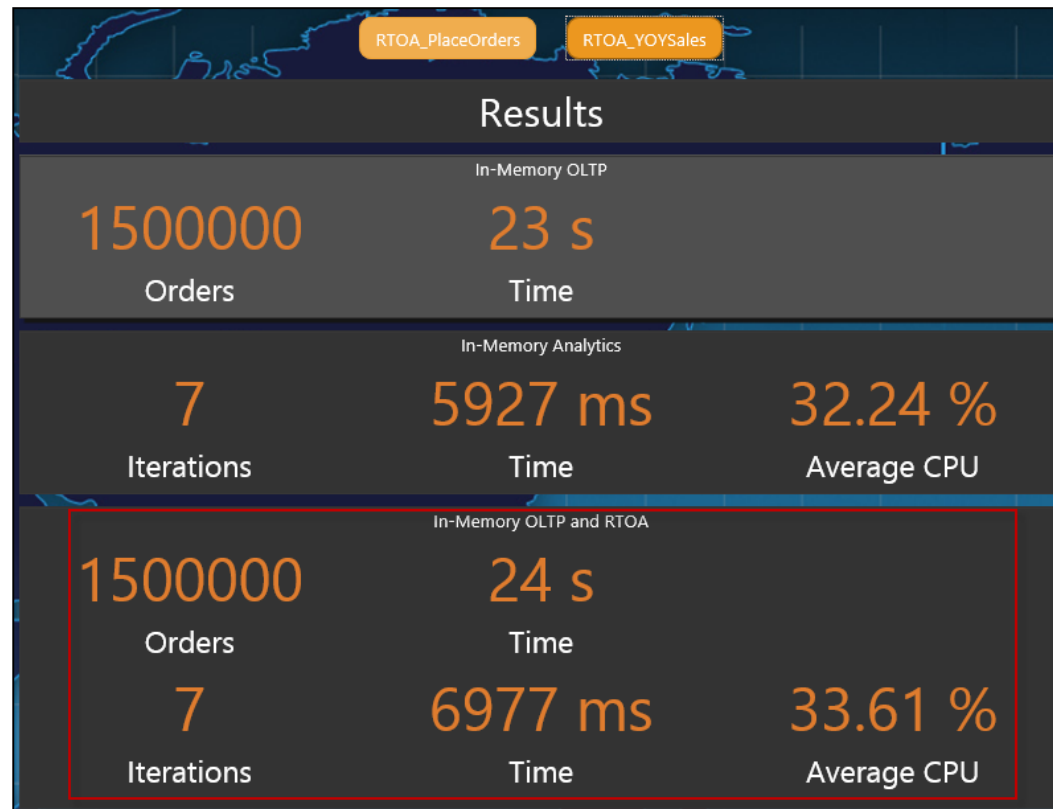 RTOA_PlaceOrders RTOA_YOYSales
Results
In-Memory OLTP
1500000 23 s
Orders Time
In-Memory Analytics
7 5927 ms 32.24 %
Iterations Time Average CPU
In-Memory OLTP and RTOA
1500000 24 s
Orders Time
7 6977 ms 33.61 %
Iterations Time Average CPU